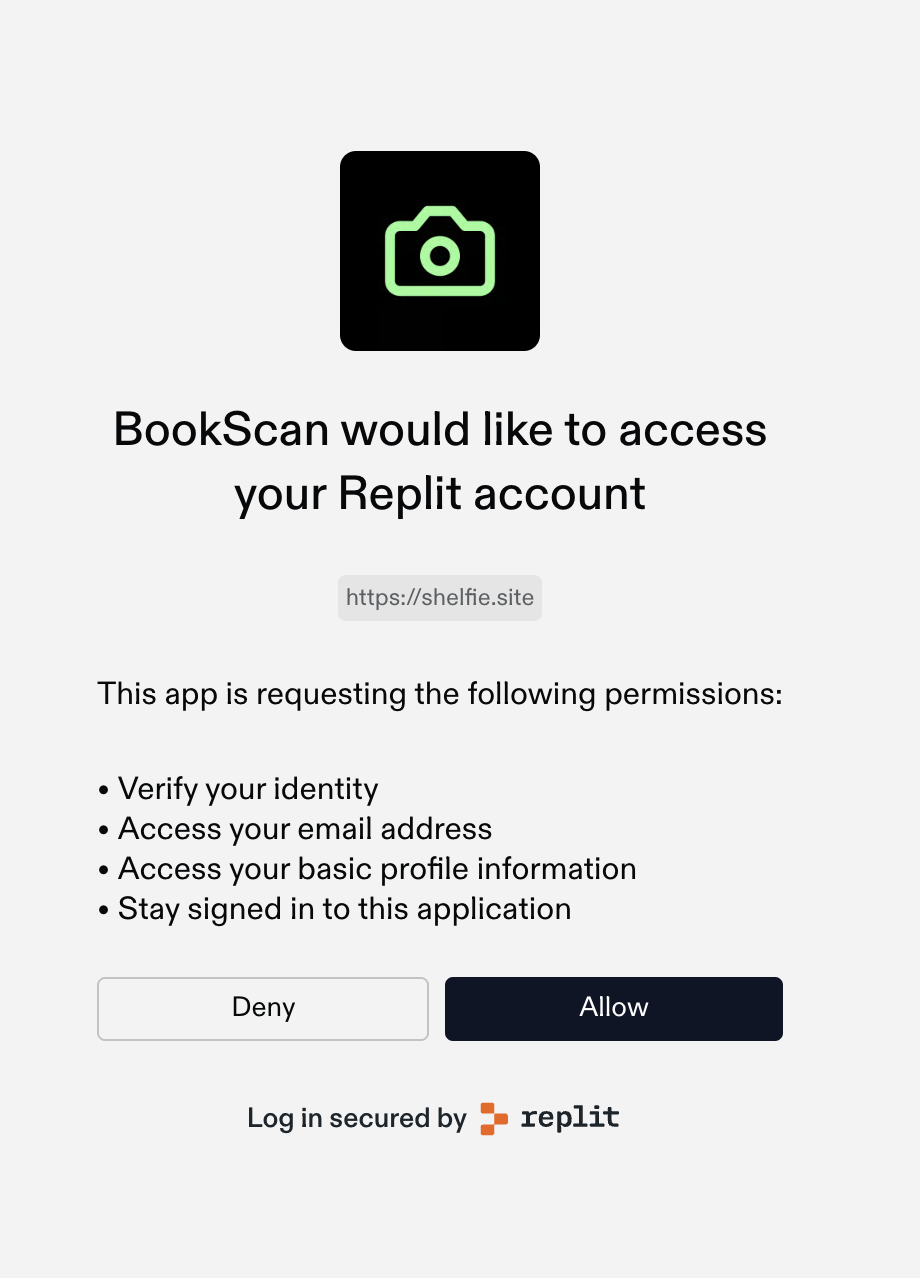 BookScan would like to access
your Replit account
https://shelfie.site
This app is requesting the following permissions:
• Verify your identity
• Access your email address
• Access your basic profile information
• Stay signed in to this application
Deny Allow
Log in secured by replit